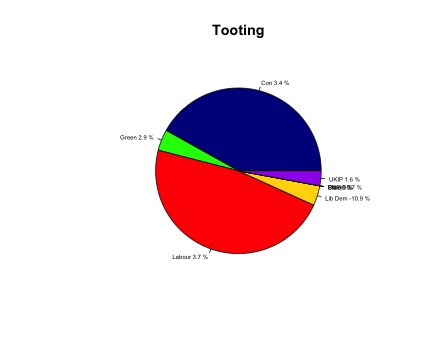 Tooting
Con 3.4 %
Green 2.9 %
UKIP 1.6 %
Lib Dem -10.9 %
Labour 3.7 %